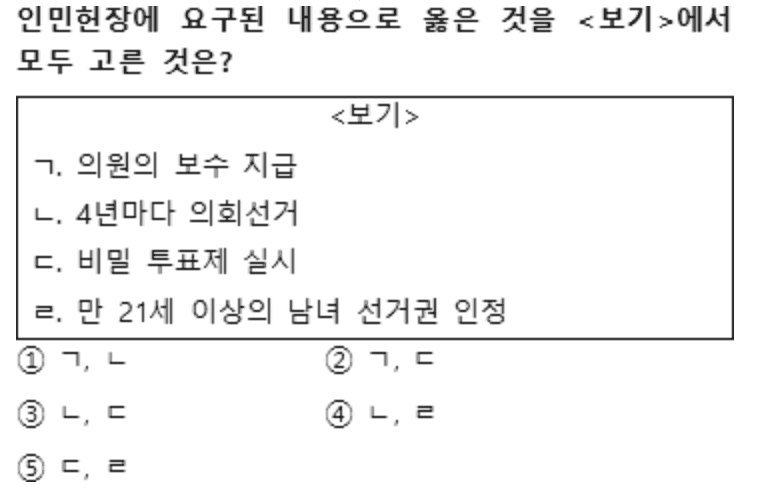 인민헌장에 요구된 내용으로 옳은 것을 <보기>에서
모두 고른 것은?
<보기>
ㄱ. 의원의 보수 지급
ㄴ. 4년마다 의회선거
ㄷ. 비밀 투표제 실시
ㄹ. 만 21세 이상의 남녀 선거권 인정
① ㄱ, ㄴ ② ㄱ, ㄷ
③ ㄴ, ㄷ ④ ㄴ, ㄹ
⑤ ㄷ, ㄹ